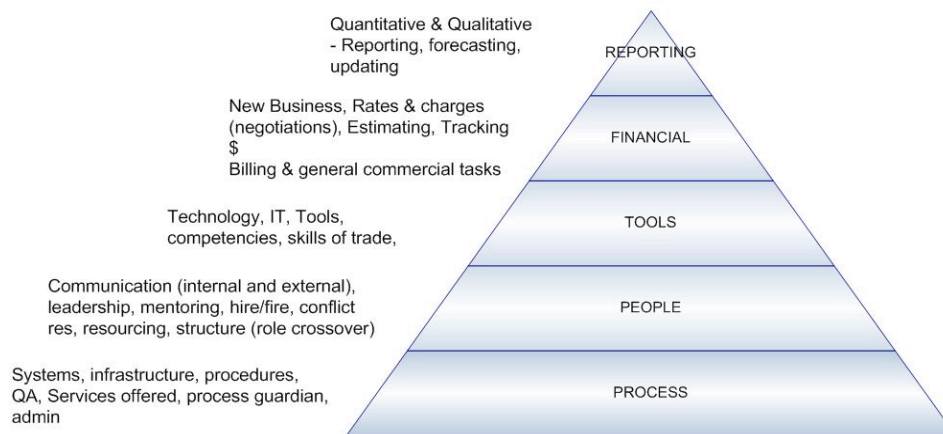 Quantitative & Qualitative
- Reporting, forecasting,
updating
REPORTING
New Business, Rates & charges
(negotiations), Estimating, Tracking
$
Billing & general commercial tasks
FINANCIAL
Technology, IT, Tools,
competencies, skills of trade,
TOOLS
Communication (internal and external),
leadership, mentoring, hire/fire, conflict
res, resourcing, structure (role crossover)
PEOPLE
Systems, infrastructure, procedures,
QA, Services offered, process guardian,
admin
PROCESS